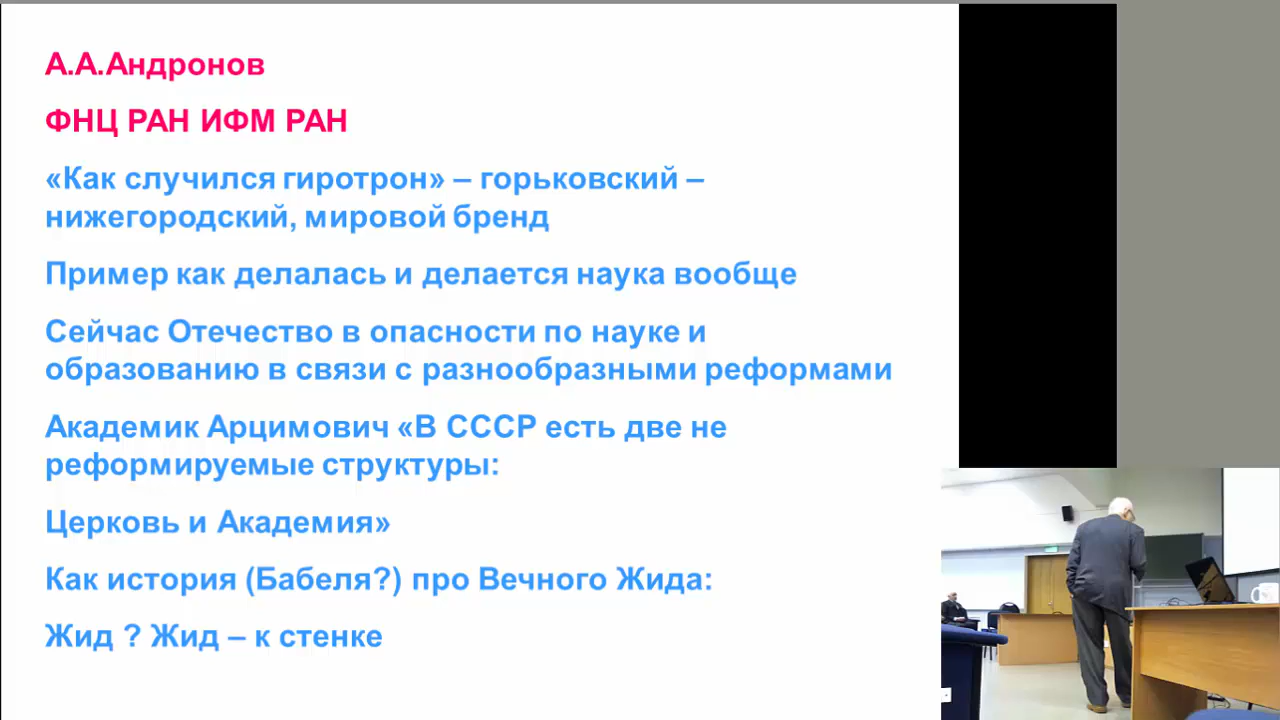 А.А.Андронов
ФНЦ РАН ИФМ РАН
«Как случился гиротрон» – горьковский –
нижегородский, мировой бренд
Пример как делалась и делается наука вообще
Сейчас Отечество в опасности по науке и
образованию в связи с разнообразными реформами
Академик Арцимович «В СССР есть две не
реформируемые структуры:
Церковь и Академия»
Как история (Бабеля?) про Вечного Жида:
Жид ? Жид – к стенке